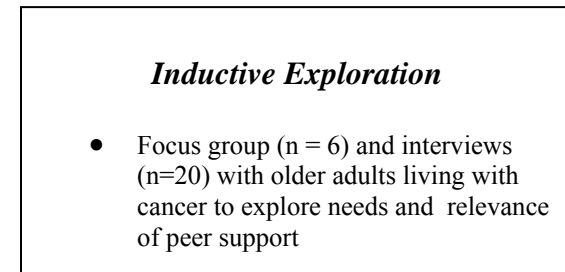 Inductive Exploration
● Focus group (n = 6) and interviews
(n=20) with older adults living with
cancer to explore needs and  relevance
of peer support